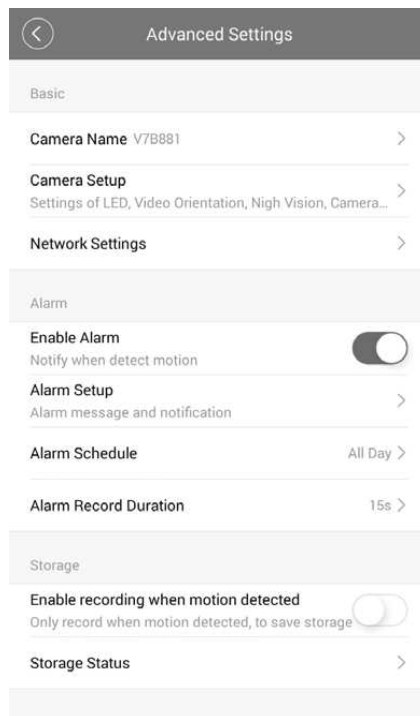 Advanced Settings
Basic
Camera Name V7B881
Camera Setup
Settings of LED, Video Orientation, Nigh Vision, Camera...
Network Settings
Alarm
Enable Alarm
Notify when detect motion
Alarm Setup
Alarm message and notification
Alarm Schedule All Day
Alarm Record Duration 15s
Storage
Enable recording when motion detected
Only record when motion detected, to save storage
Storage Status